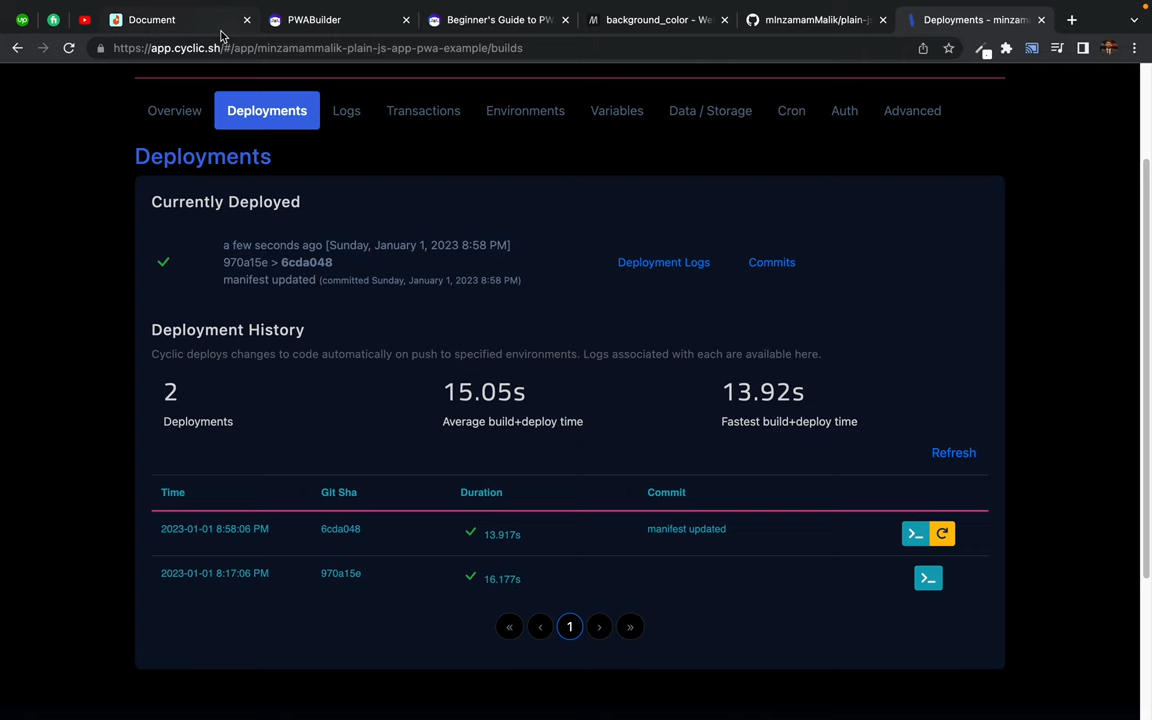 Document
PWABuilder
Beginner's Guide to PW
background_color - We
mInzamamMalik/plain-js
Deployments - minzam
https://app.cyclic.sh/#/app/minzamammalik-plain-js-app-pwa-example/builds
Overview
Deployments
Logs
Transactions
Environments
Variables
Data / Storage
Cron
Auth
Advanced
Deployments
Currently Deployed
a few seconds ago [Sunday, January 1, 2023 8:58 PM]
970a15e > 6cda048
manifest updated (committed Sunday, January 1, 2023 8:58 PM)
Deployment Logs
Commits
Deployment History
Cyclic deploys changes to code automatically on push to specified environments. Logs associated with each are available here.
2
15.05s
13.92s
Deployments
Average build+deploy time
Fastest build+deploy time
Refresh
Time
Git Sha
Duration
Commit
2023-01-01 8:58:06 PM
6cda048
13.917s
manifest updated
2023-01-01 8:17:06 PM
970a15e
16.177s
« ‹ 1 › »